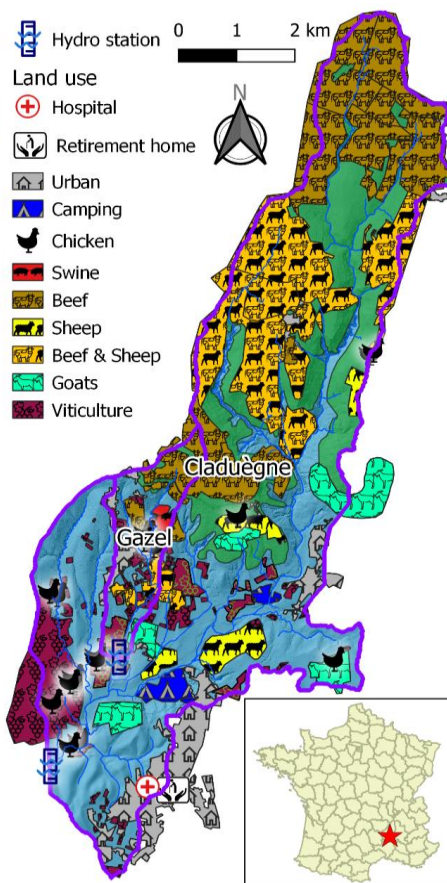 Hydro station
0 1 2 km
Land use
Hospital
N
Retirement home
Urban
Camping
Chicken
Swine
Beef
Sheep
Beef & Sheep
Goats
Viticulture
Claduègne
Gazel